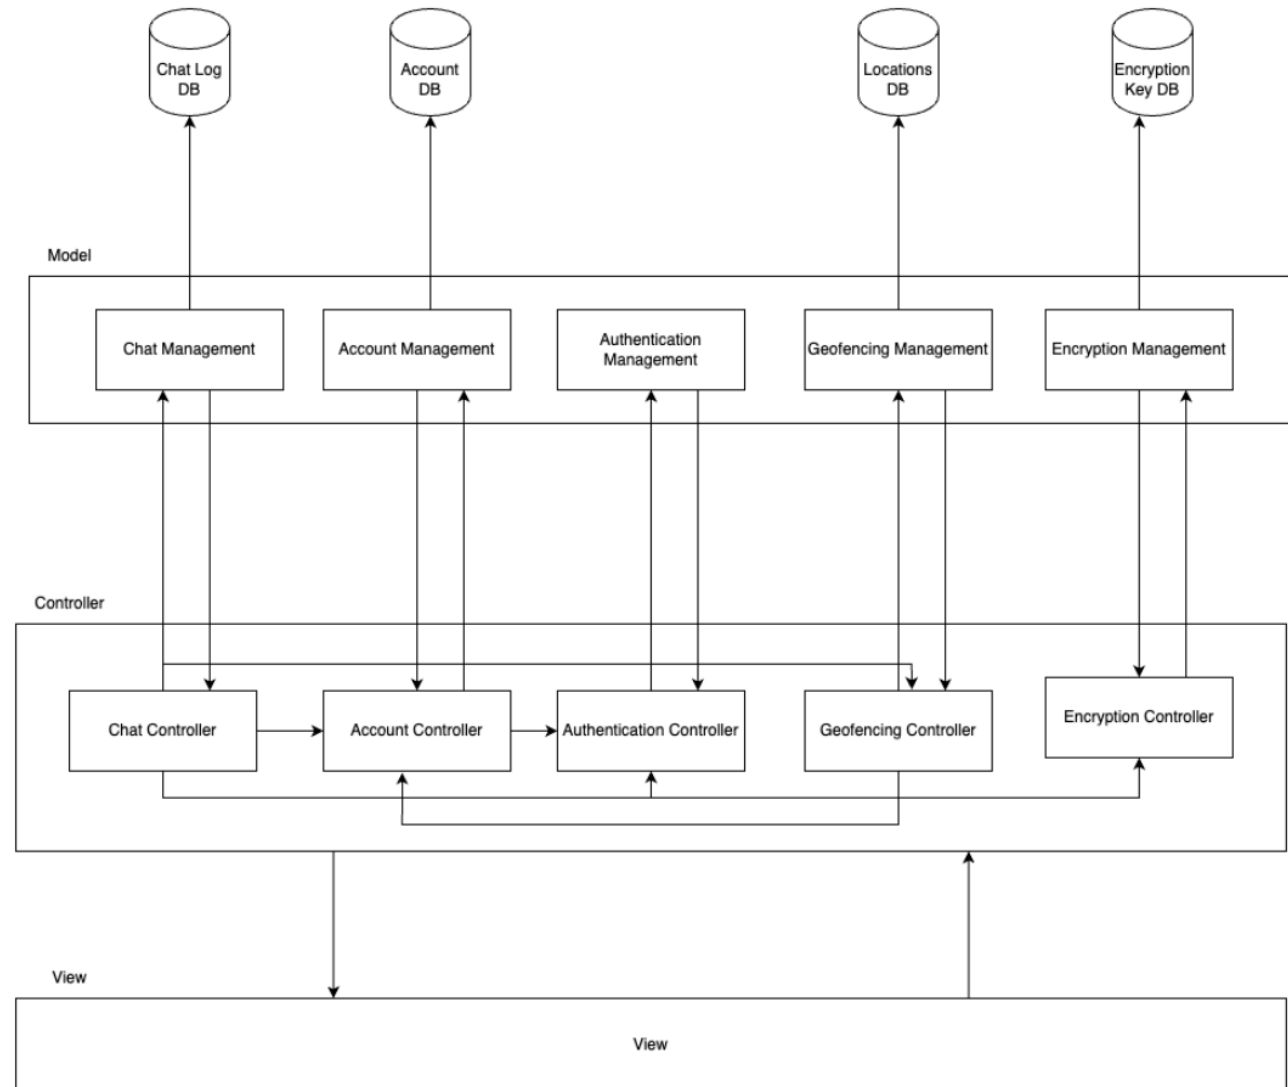 Chat Log
DB
Account
DB
Locations
DB
Encryption
Key DB
Model
Chat Management
Account Management
Authentication
Management
Geofencing Management
Encryption Management
Controller
Chat Controller
Account Controller
Authentication Controller
Geofencing Controller
Encryption Controller
View
View